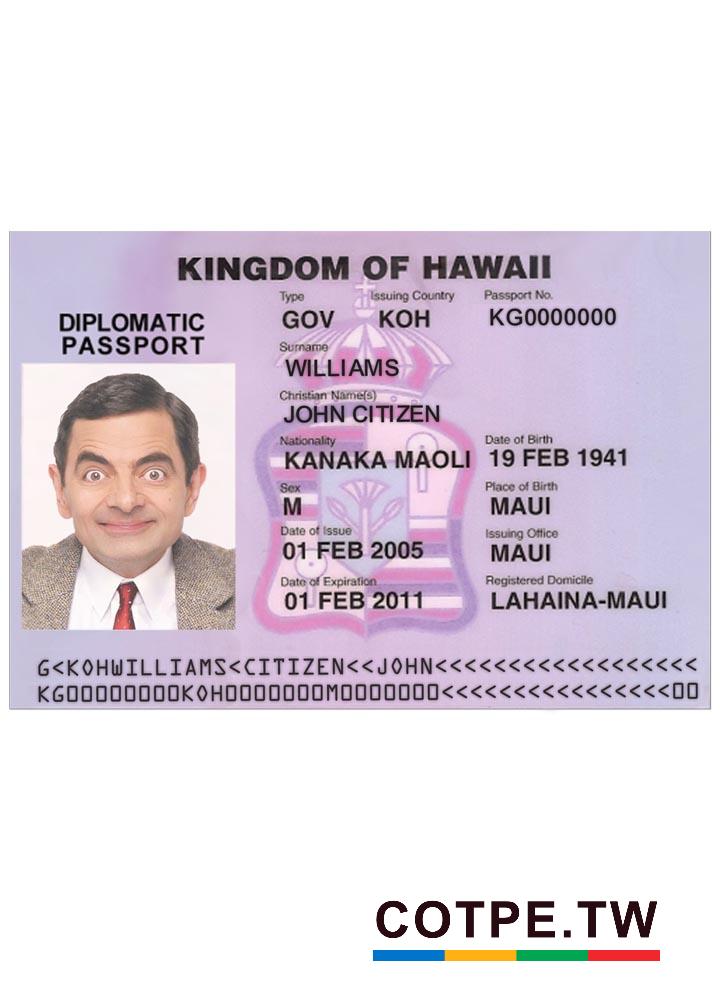 KINGDOM OF HAWAII
Type Issuing Country Passport No.
DIPLOMATIC PASSPORT
GOV KOH KG0000000
Surname
WILLIAMS
Christian Name(s)
JOHN CITIZEN
Nationality Date of Birth
KANAKA MAOLI 19 FEB 1941
Sex Place of Birth
M MAUI
Date of Issue Issuing Office
01 FEB 2005 MAUI
Date of Expiration Registered Domicile
01 FEB 2011 LAHAINA-MAUI
G<KOHWILLIAMS<CITIZEN<<JOHN<<<<<<<<<<<<<<<<<<<
KG00000000KOH0000000M0000000<<<<<<<<<<<<<<<<<00
COTPE.TW